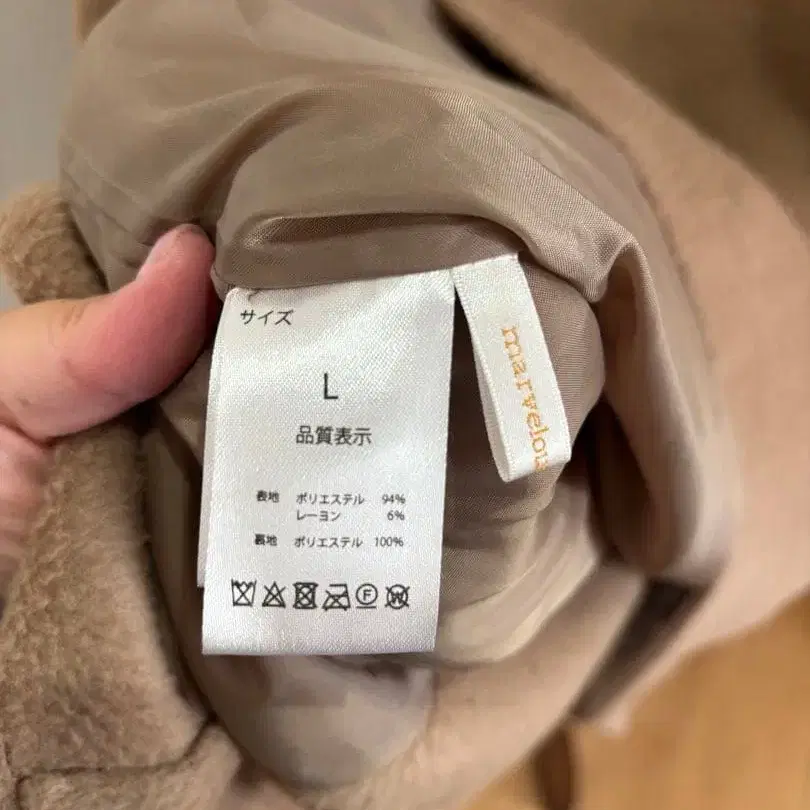 サイズ
L
品質表示
表地 ポリエステル 94%
レーヨン 6%
裏地 ポリエステル 100%
F
W
marvelou